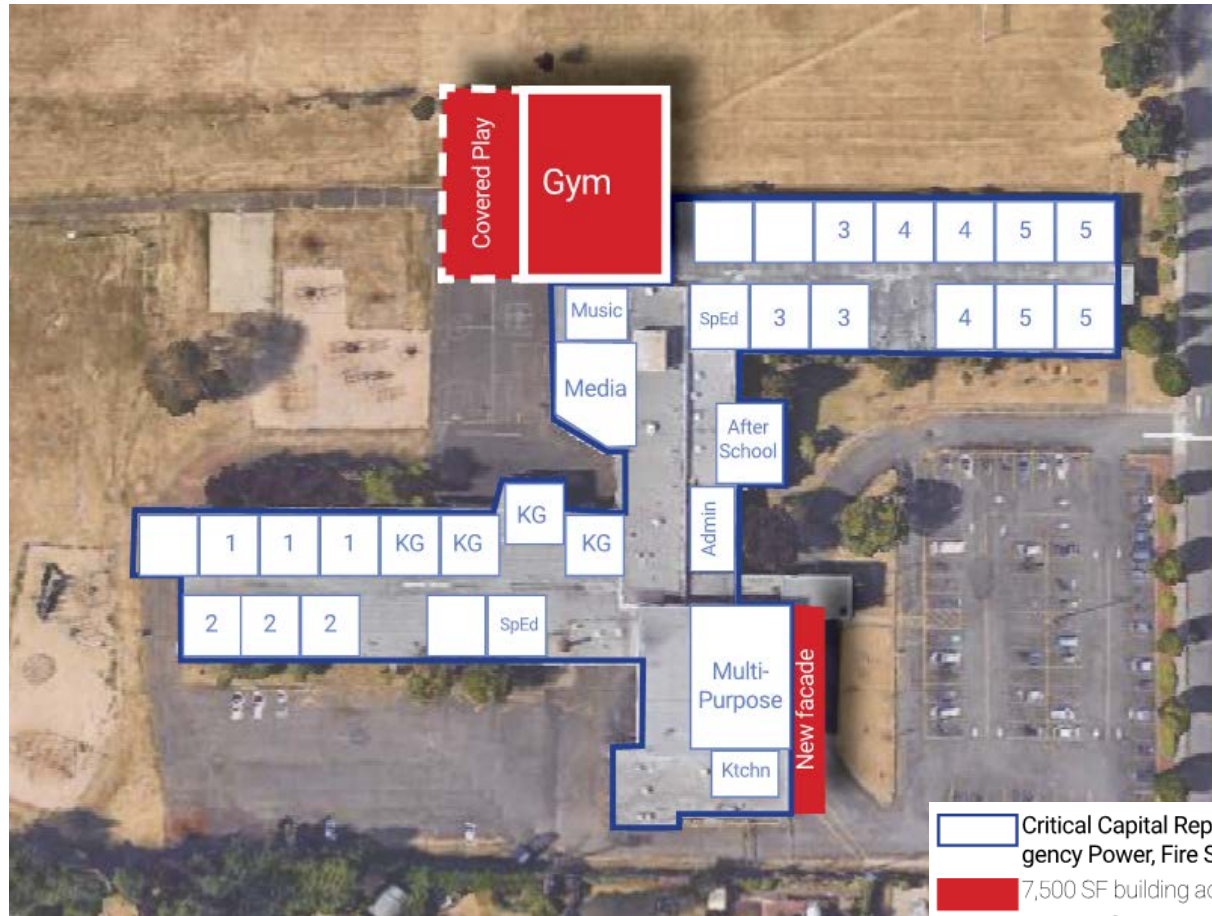 Covered Play
Gym
3 4 4 5 5
Music
SpEd 3 3 4 5 5
Media
After
School
Admin
KG
1 1 1 KG KG KG
2 2 2 SpEd
Multi-
Purpose
New facade
Ktchn
Critical Capital Rep
gency Power, Fire S
7,500 SF building ad